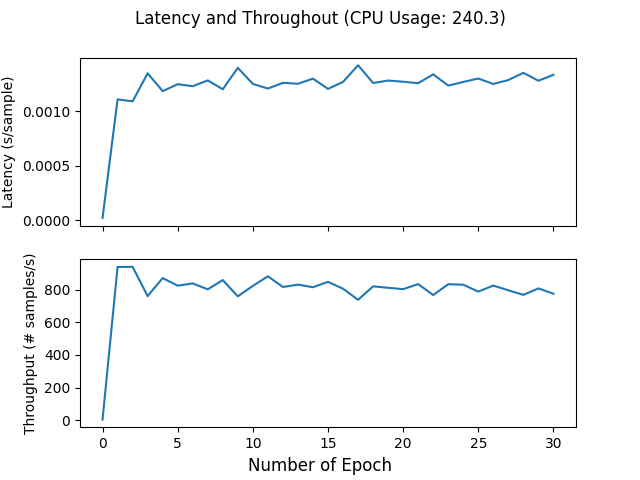 Latency and Throughout (CPU Usage: 240.3)
Latency (s/sample)
0.0010
0.0005
0.0000
Throughput (# samples/s)
800
600
400
200
0
0 5 10 15 20 25 30
Number of Epoch